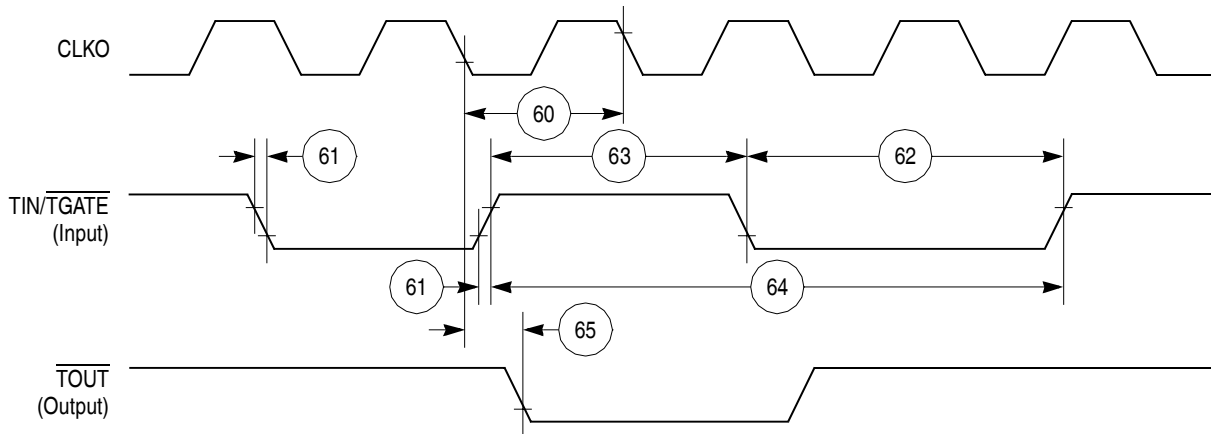 CLKO
60
61
63
62
TIN/TGATE
(Input)
61
64
65
TOUT
(Output)